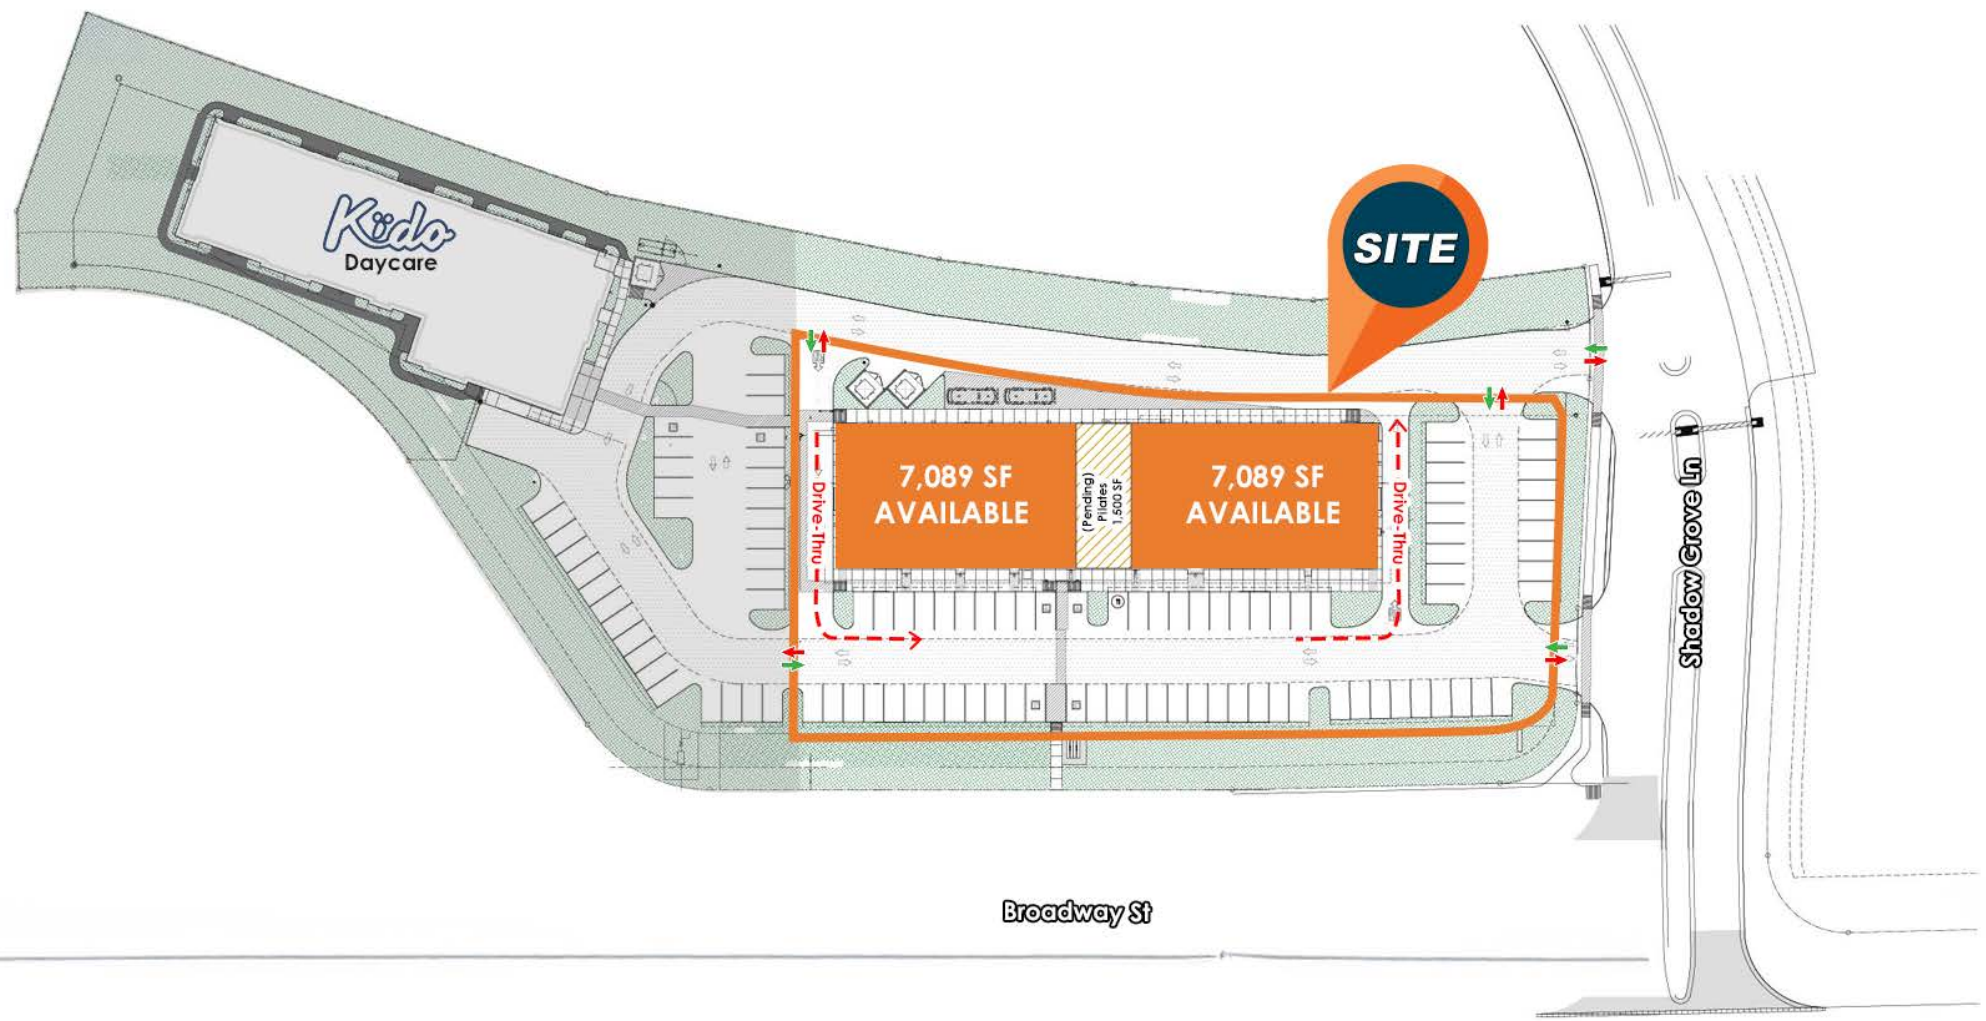 Kido
Daycare
SITE
7,089 SF
AVAILABLE
(Pending)
Pilates
1,500 SF
7,089 SF
AVAILABLE
Drive-Thru
Drive-Thru
Shadow Grove Ln
Broadway St